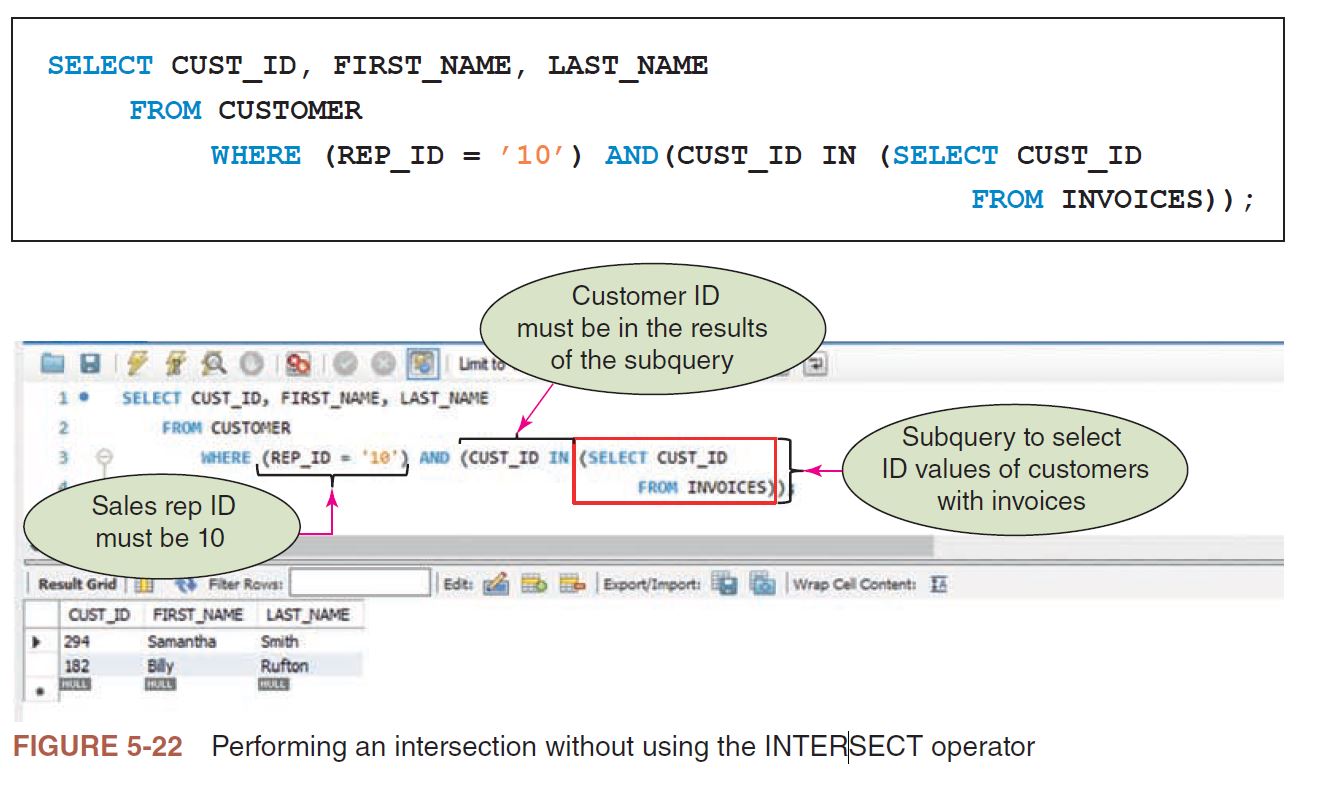 SELECT CUST_ID, FIRST_NAME, LAST_NAME
FROM CUSTOMER
WHERE (REP_ID = ’10’) AND(CUST_ID IN (SELECT CUST_ID
FROM INVOICES));
Customer ID
must be in the results
of the subquery
Limit to
1 SELECT CUST_ID, FIRST_NAME, LAST_NAME
2 FROM CUSTOMER
3 WHERE (REP_ID = '10') AND (CUST_ID IN (SELECT CUST_ID
FROM INVOICES));
Subquery to select
ID values of customers
with invoices
Sales rep ID
must be 10
Result Grid Filter Rows: Edit: Export/Import: Wrap Cell Content: IA
CUST_ID FIRST_NAME LAST_NAME
294 Samantha Smith
182 Billy Rufton
NULL NULL NULL
FIGURE 5-22 Performing an intersection without using the INTERSECT operator